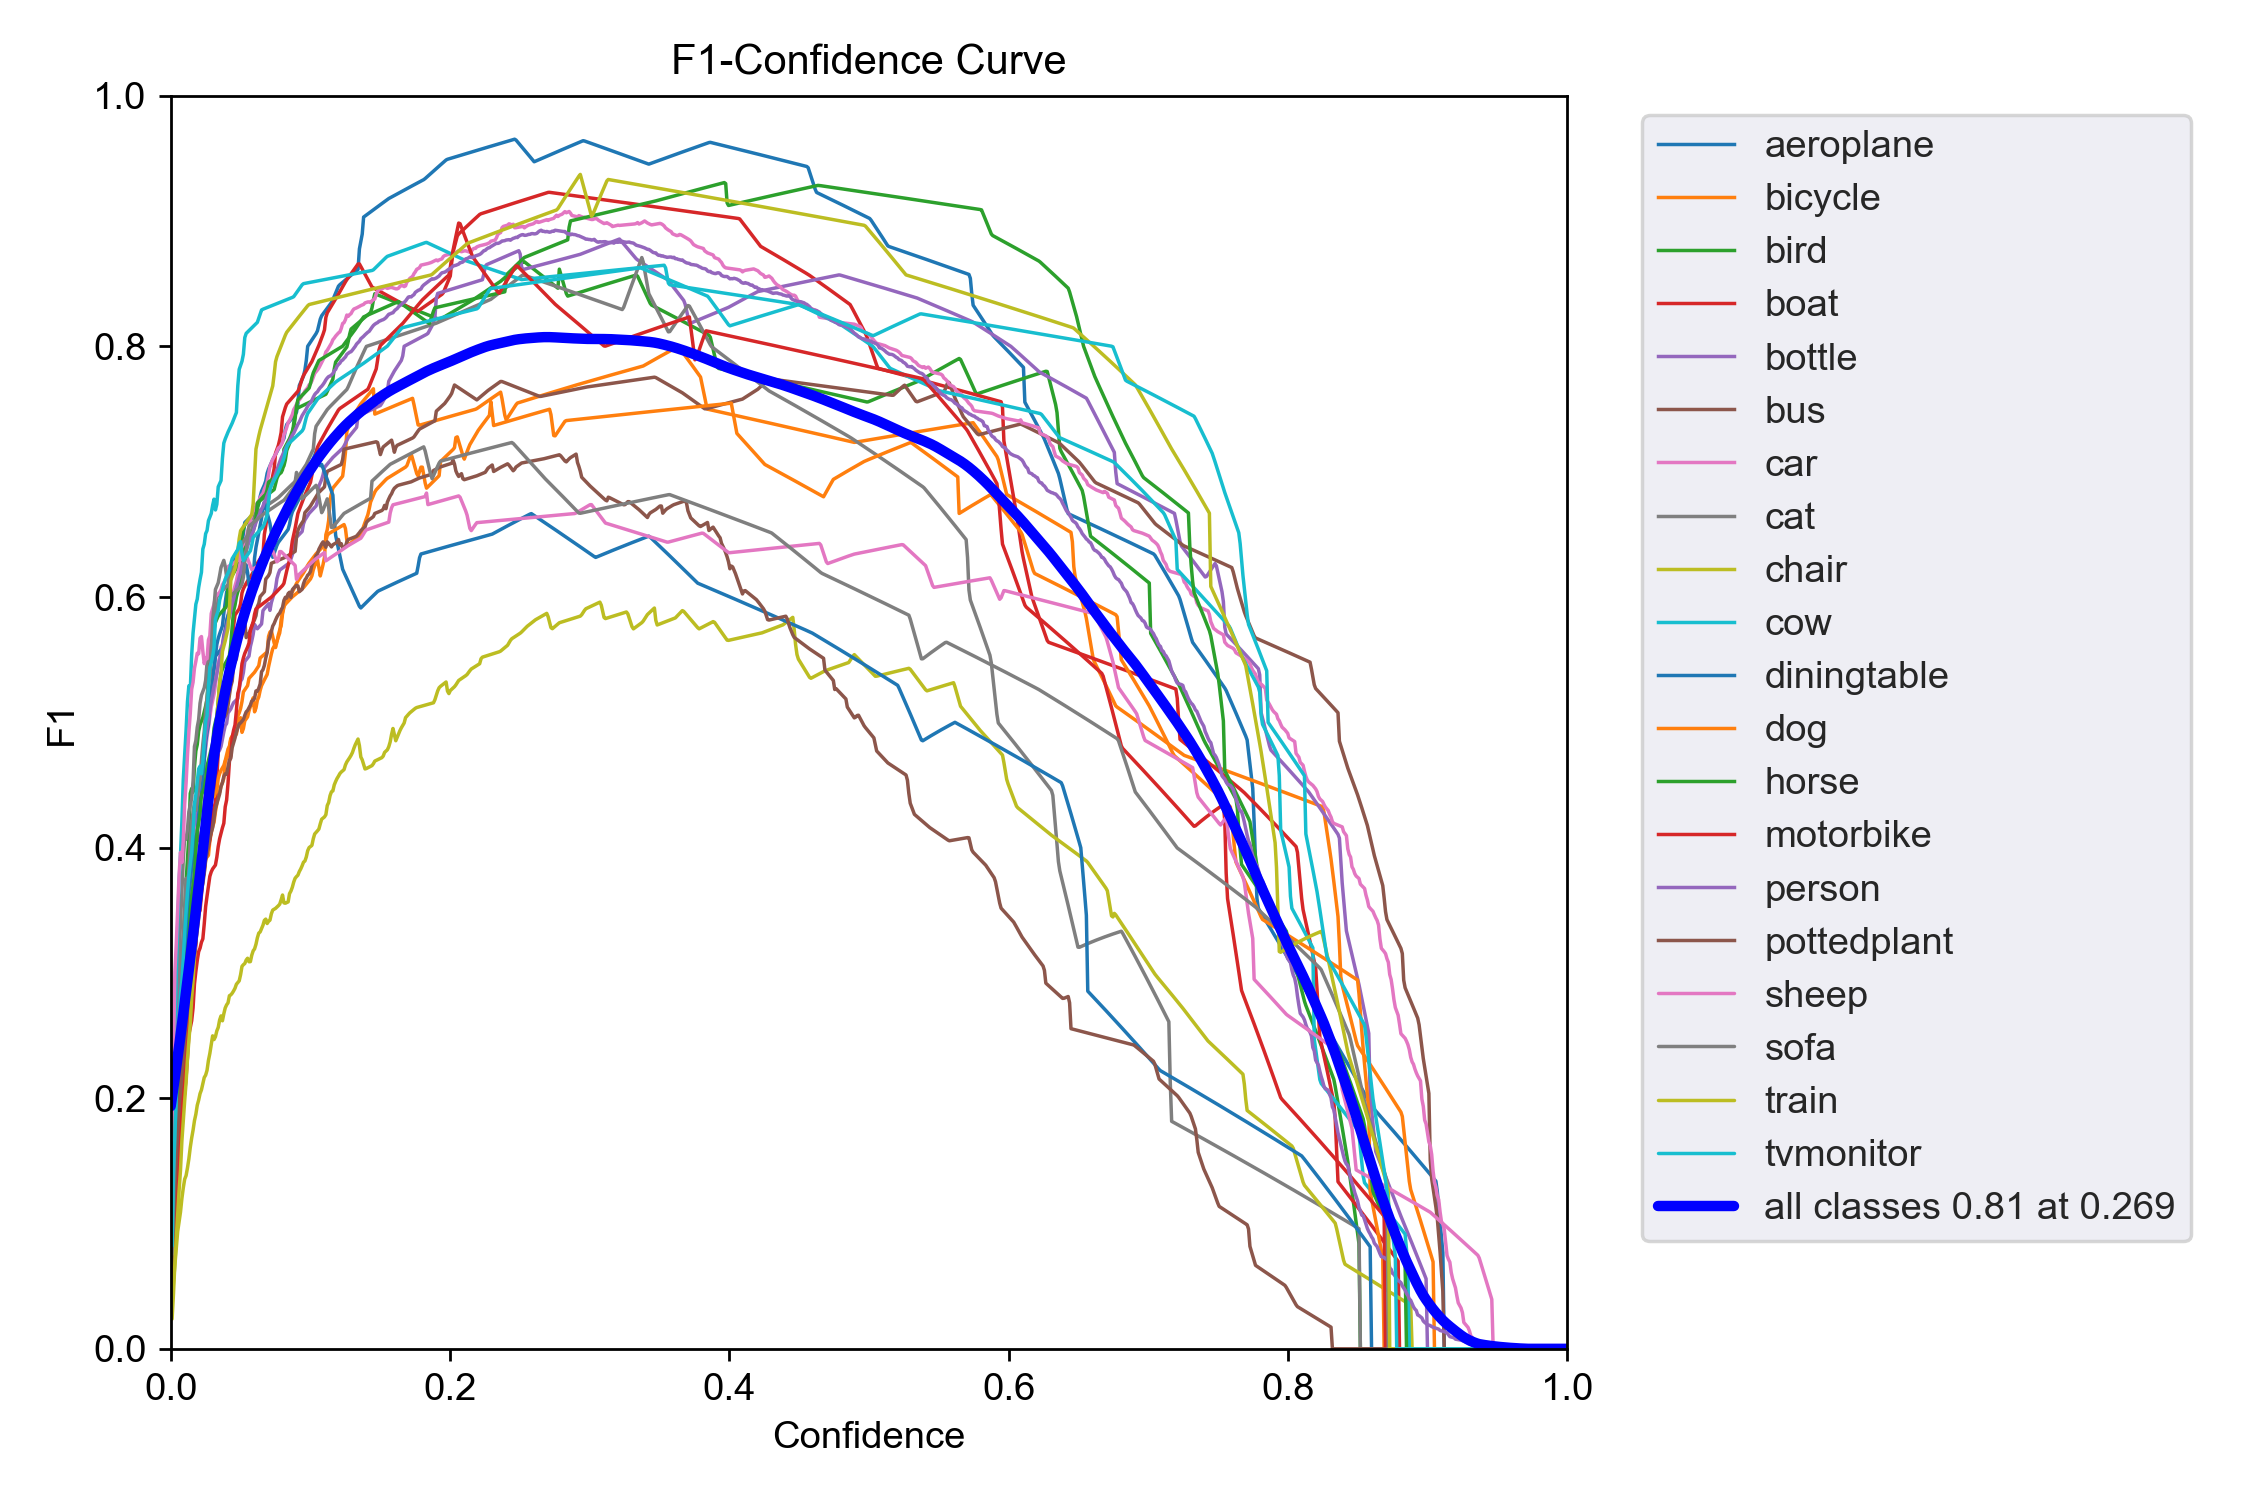 F1-Confidence Curve
1.0
0.8
0.6
0.4
0.2
0.0
F1
0.0 0.2 0.4 0.6 0.8 1.0
Confidence
aeroplane
bicycle
bird
boat
bottle
bus
car
cat
chair
cow
diningtable
dog
horse
motorbike
person
pottedplant
sheep
sofa
train
tvmonitor
all classes 0.81 at 0.269